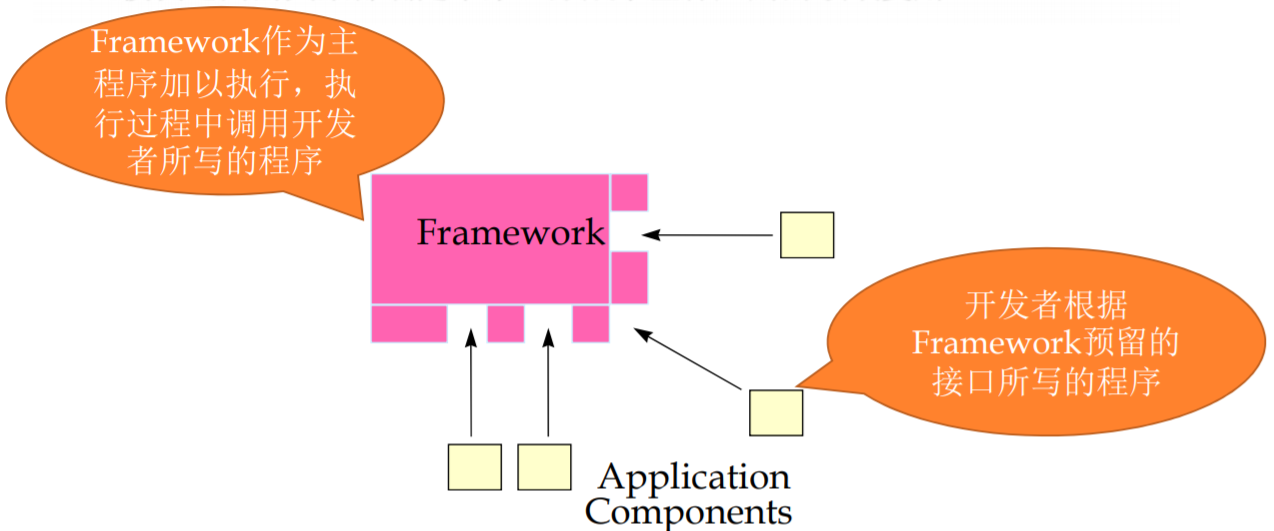 Framework作为主
程序加以执行，执
行过程中调用开发
者所写的程序
Framework
开发者根据
Framework预留的
接口所写的程序
Application
Components